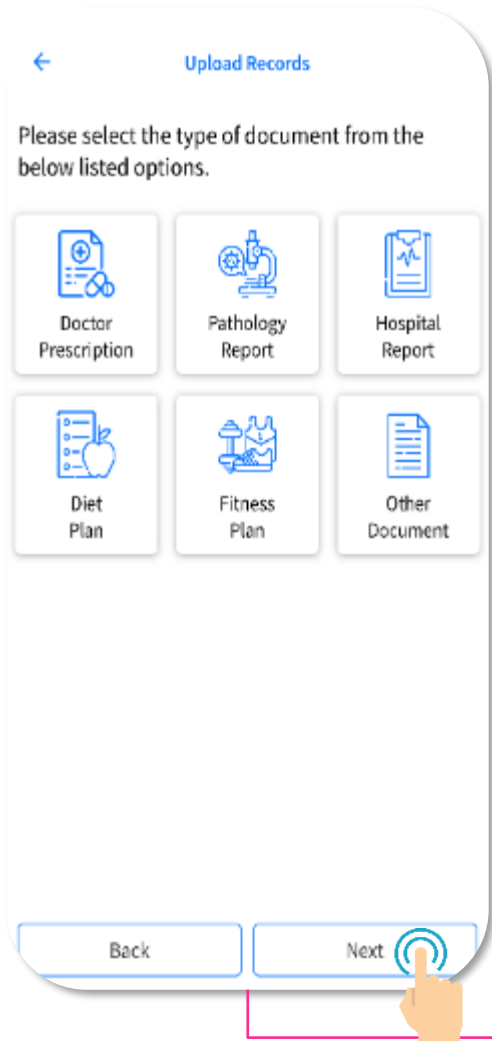 Upload Records
Please select the type of document from the
below listed options.
Doctor
Prescription
Pathology
Report
Hospital
Report
Diet
Plan
Fitness
Plan
Other
Document
Back
Next